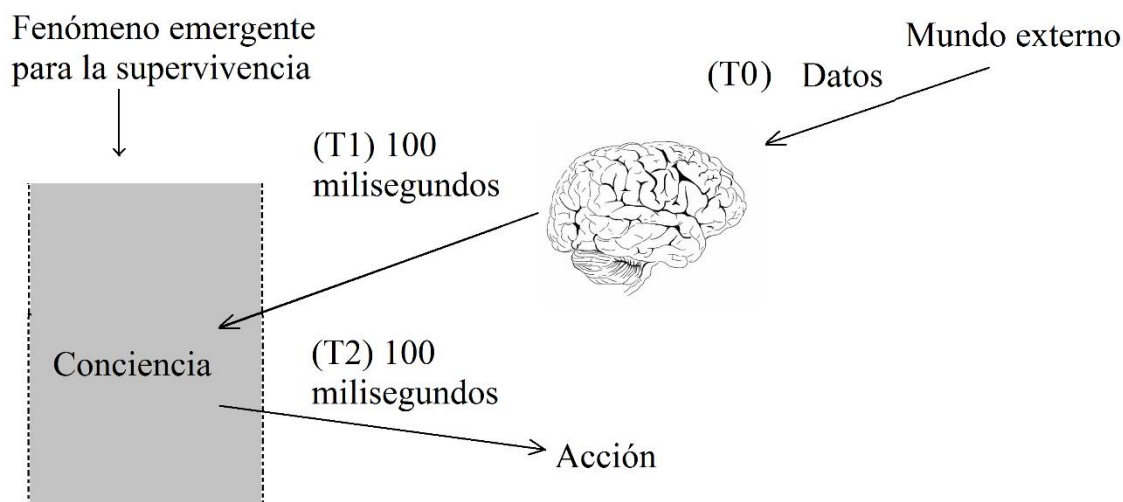 Fenómeno emergente
para la supervivencia
Mundo externo
(T0) Datos
(T1) 100
milisegundos
Conciencia
(T2) 100
milisegundos
Acción